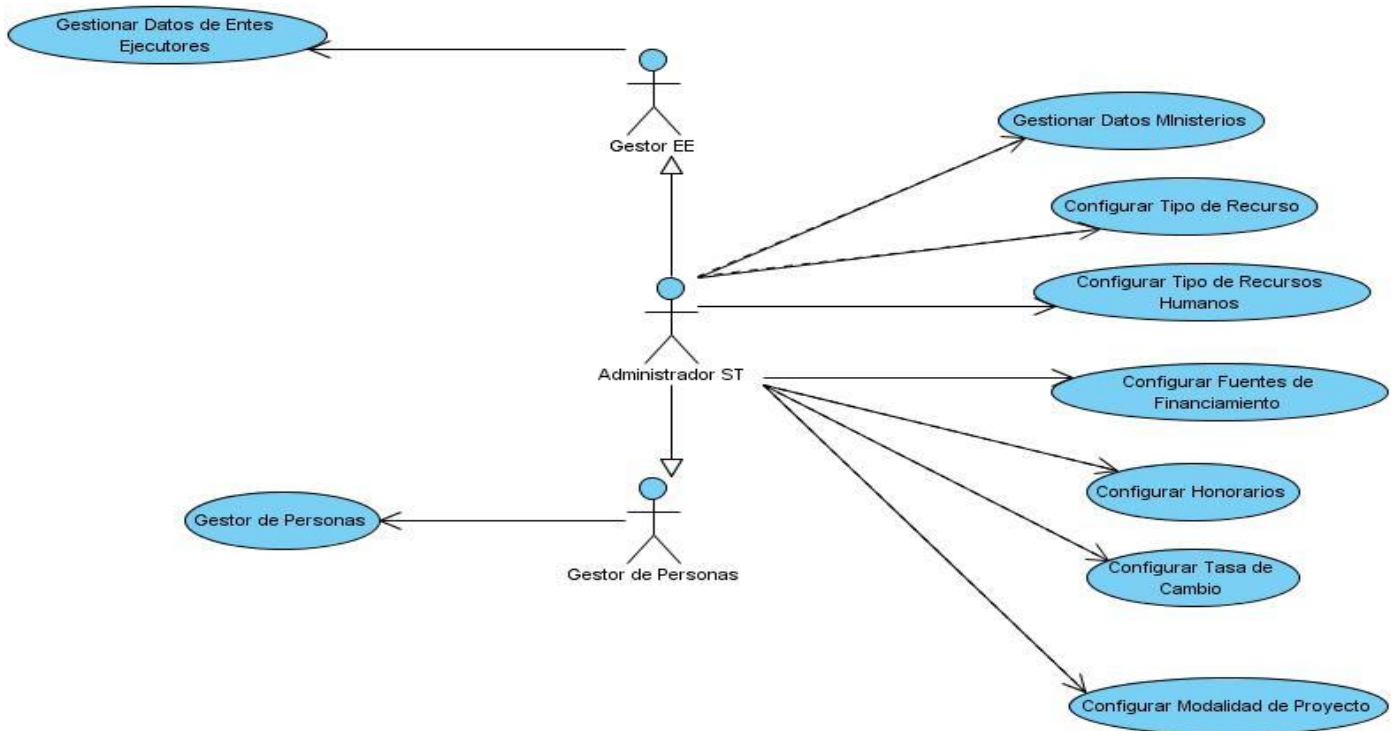 Gestionar Datos de Entes
Ejecutores
Gestor EE
Gestionar Datos MInisterios
Configurar Tipo de Recurso
Configurar Tipo de Recursos
Humanos
Administrador ST
Configurar Fuentes de
Financiamiento
Configurar Honorarios
Gestor de Personas
Gestor de Personas
Configurar Tasa de
Cambio
Configurar Modalidad de Proyecto